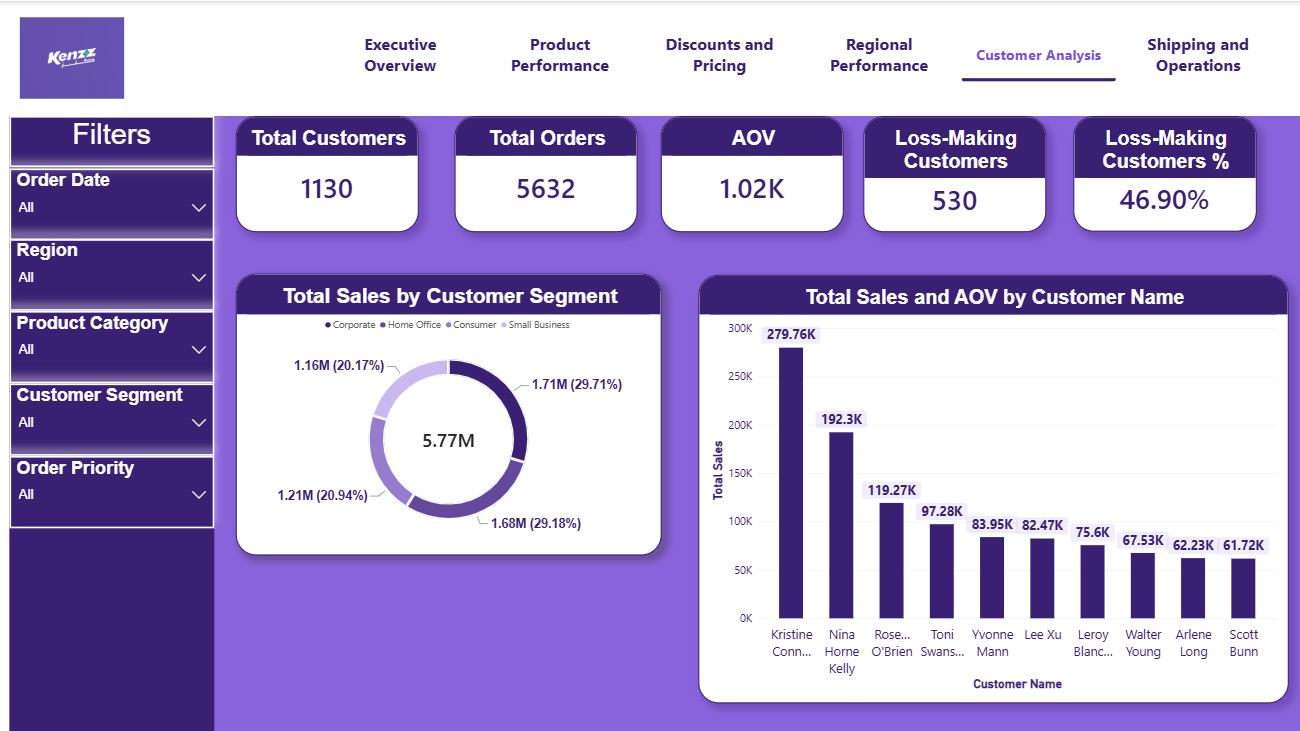 Kenzz
Executive
Overview
Product
Performance
Discounts and
Pricing
Regional
Performance
Customer Analysis
Shipping and
Operations
Filters
Order Date
All
Region
All
Product Category
All
Customer Segment
All
Order Priority
All
Total Customers
1130
Total Orders
5632
AOV
1.02K
Loss-Making
Customers
530
Loss-Making
Customers %
46.90%
Total Sales by Customer Segment
Corporate Home Office Consumer Small Business
1.16M (20.17%)
1.71M (29.71%)
5.77M
1.21M (20.94%)
1.68M (29.18%)
Total Sales and AOV by Customer Name
Total Sales
300K
250K
200K
150K
100K
50K
0K
279.76K
192.3K
119.27K
97.28K
83.95K
82.47K
75.6K
67.53K
62.23K
61.72K
Kristine
Conn...
Nina
Horne
Kelly
Rose...
O'Brien
Toni
Swans...
Yvonne
Mann
Lee Xu
Leroy
Blanc...
Walter
Young
Arlene
Long
Scott
Bunn
Customer Name